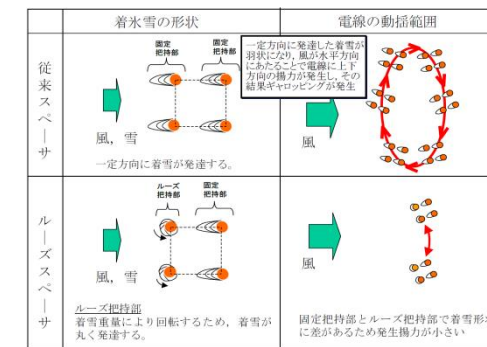 着氷雪の形状
電線の動揺範囲
従来スペーサ
固定
把持部
固定
把持部
風，雪
一定方向に着雪が発達する。
一定方向に発達した着雪が
羽状になり，風が水平方向
にあたることで電線に上下
方向の揚力が発生し，その
結果ギャロッピングが発生
風
ルーズスペーサ
ルーズ
把持部
固定
把持部
風，雪
ルーズ把持部
着雪重量により回転するため，着雪が
丸く発達する。
風
固定把持部とルーズ把持部で着雪形状
に差があるため発生揚力が小さい